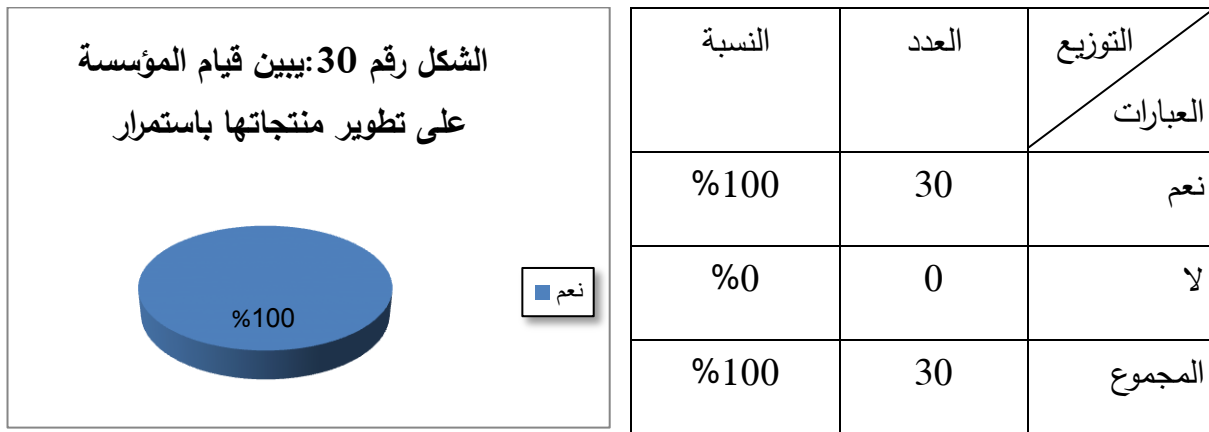 التوزيع
العبارات
العدد
النسبة
نعم
30
%100
لا
0
%0
المجموع
30
%100
الشكل رقم 30:يبين قيام المؤسسة
على تطوير منتجاتها باستمرار
%100
نعم